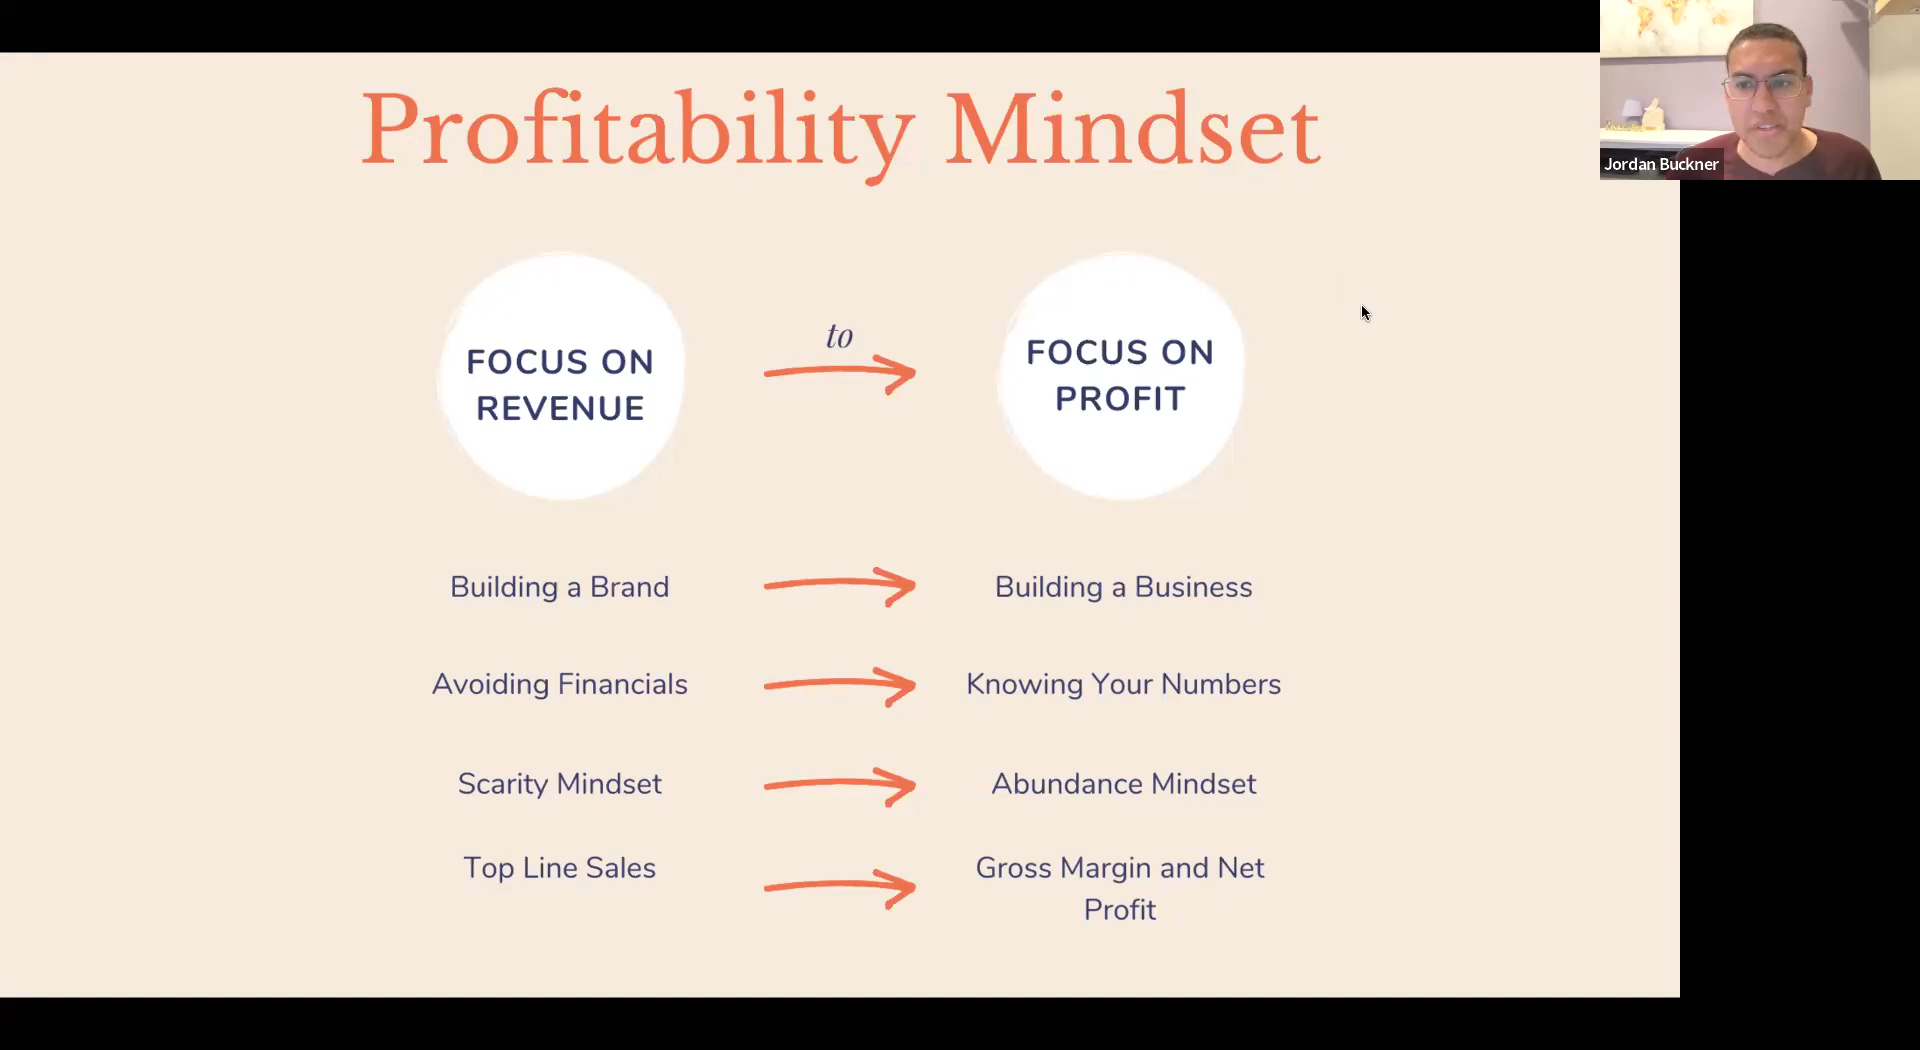 Profitability Mindset
Jordan Buckner
FOCUS ON
REVENUE
to
FOCUS ON
PROFIT
Building a Brand
Building a Business
Avoiding Financials
Knowing Your Numbers
Scarity Mindset
Abundance Mindset
Top Line Sales
Gross Margin and Net
Profit